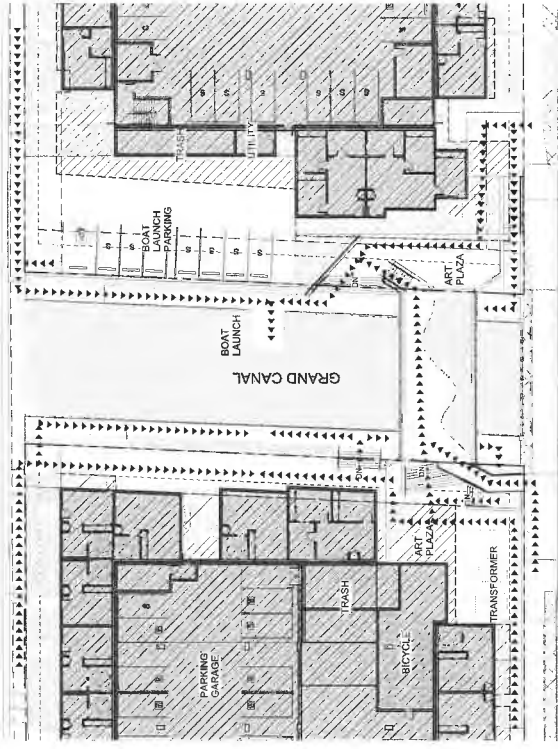 TRASH
UTILITY
BOAT
LAUNCH
PARKING
S
S
S
S
S
S
S
S
S
S
S
S
S
BOAT
LAUNCH
GRAND CANAL
DN
ART
PLAZA
DN
DN
DN
ART
PLAZA
TRANSFORMER
PARKING
GARAGE
TRASH
BICYCLE